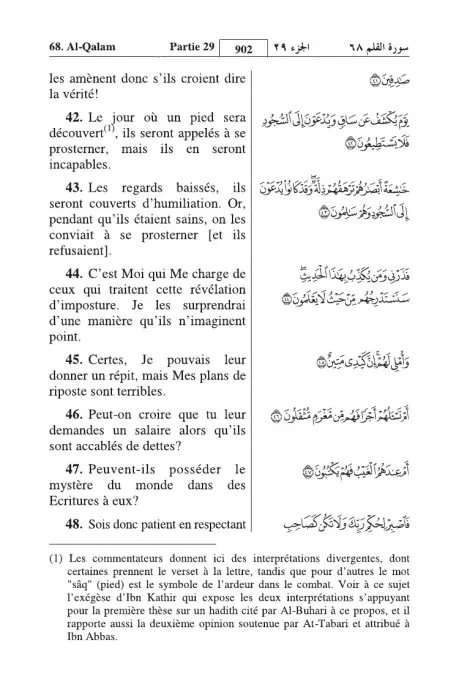 68. Al-Qalam Partie 29 902 الجزء ٢٩ سورة القلم ٦٨
les amènent donc s'ils croient dire
la vérité!
صَـٰدِقِينَ ٤١
42. Le jour où un pied sera
découvert(1), ils seront appelés à se
prosterner, mais ils en seront
incapables.
يَوْمَ يُكْشَفُ عَن سَاقٍ وَيُدْعَوْنَ إِلَى ٱلسُّجُودِ
فَلَا يَسْتَطِيعُونَ ٤٢
43. Les regards baissés, ils
seront couverts d'humiliation. Or,
pendant qu'ils étaient sains, on les
conviait à se prosterner [et ils
refusaient].
خَـٰشِعَةً أَبْصَـٰرُهُمْ تَرْهَقُهُمْ ذِلَّةٌ ۖ وَقَدْ كَانُوا۟ يُدْعَوْنَ
إِلَى ٱلسُّجُودِ وَهُمْ سَـٰلِمُونَ ٤٣
44. C'est Moi qui Me charge de
ceux qui traitent cette révélation
d'imposture. Je les surprendrai
d'une manière qu'ils n'imaginent
point.
فَذَرْنِى وَمَن يُكَذِّبُ بِهَـٰذَا ٱلْحَدِيثِ ۖ
سَنَسْتَدْرِجُهُم مِّنْ حَيْثُ لَا يَعْلَمُونَ ٤٤
45. Certes, Je pouvais leur
donner un répit, mais Mes plans de
riposte sont terribles.
وَأُمْلِى لَهُمْ ۚ إِنَّ كَيْدِى مَتِينٌ ٤٥
46. Peut-on croire que tu leur
demandes un salaire alors qu'ils
sont accablés de dettes?
أَمْ تَسْـَٔلُهُمْ أَجْرًا فَهُم مِّن مَّغْرَمٍ مُّثْقَلُونَ ٤٦
47. Peuvent-ils posséder le
mystère du monde dans des
Ecritures à eux?
أَمْ عِندَهُمُ ٱلْغَيْبُ فَهُمْ يَكْتُبُونَ ٤٧
48. Sois donc patient en respectant
فَٱصْبِرْ لِحُكْمِ رَبِّكَ وَلَا تَكُن كَصَاحِبِ
(1) Les commentateurs donnent ici des interprétations divergentes, dont
certaines prennent le verset à la lettre, tandis que pour d'autres le mot
"sâq" (pied) est le symbole de l'ardeur dans le combat. Voir à ce sujet
l'exégèse d'Ibn Kathir qui expose les deux interprétations s'appuyant
pour la première thèse sur un hadith cité par Al-Buhari à ce propos, et il
rapporte aussi la deuxième opinion soutenue par At-Tabari et attribué à
Ibn Abbas.